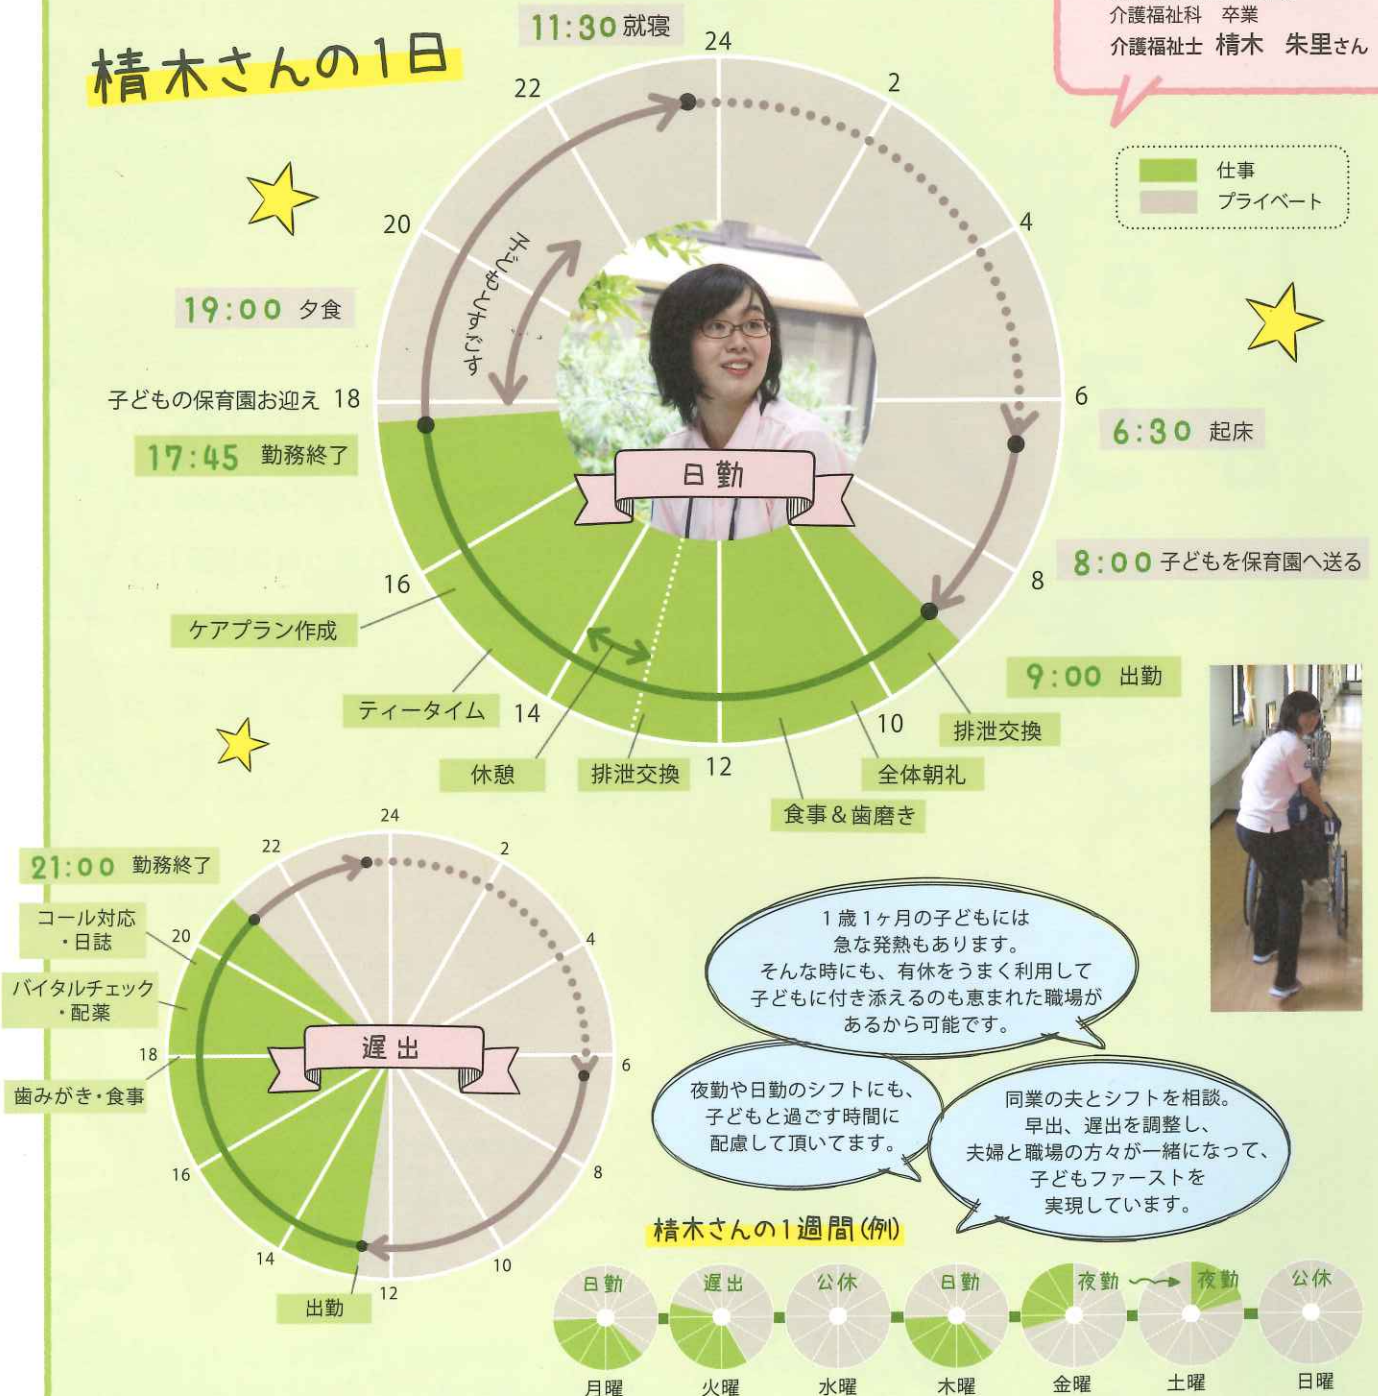 介護福祉科 卒業
介護福祉士 棈木 朱里さん
棈木さんの1日
仕事
プライベート
11:30 就寝
24
2
4
6
8
10
12
14
16
18
20
22
6:30 起床
8:00 子どもを保育園へ送る
9:00 出勤
排泄交換
全体朝礼
食事&歯磨き
排泄交換
休憩
ティータイム
ケアプラン作成
17:45 勤務終了
子どもの保育園お迎え
19:00 夕食
子どもとすごす
日勤
24
2
4
6
8
10
12
14
16
18
20
22
21:00 勤務終了
コール対応
・日誌
バイタルチェック
・配薬
歯みがき・食事
出勤
遅出
1歳1ヶ月の子どもには
急な発熱もあります。
そんな時にも、有休をうまく利用して
子どもに付き添えるのも恵まれた職場が
あるから可能です。
夜勤や日勤のシフトにも、
子どもと過ごす時間に
配慮して頂いてます。
同業の夫とシフトを相談。
早出、遅出を調整し、
夫婦と職場の方々が一緒になって、
子どもファーストを
実現しています。
棈木さんの1週間(例)
日勤 遅出 公休 日勤 夜勤 夜勤 公休
月曜 火曜 水曜 木曜 金曜 土曜 日曜